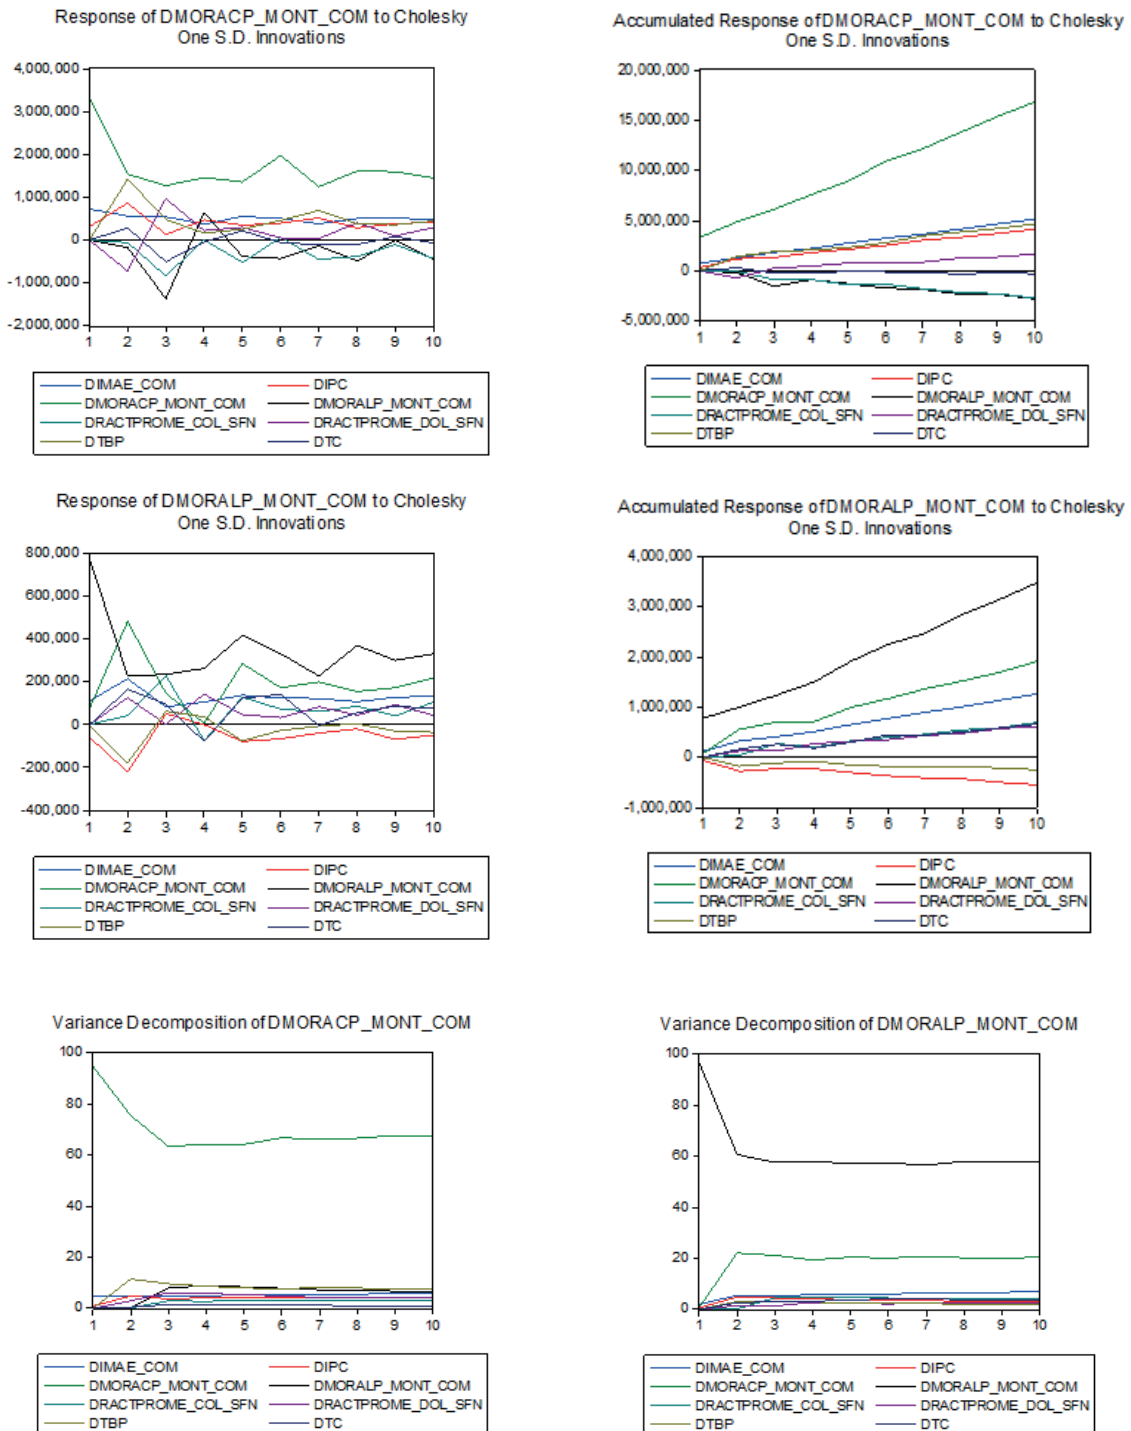 Response of DMORACP_MONT_COM to Cholesky
One S.D. Innovations
4,000,000
3,000,000
2,000,000
1,000,000
0
-1,000,000
-2,000,000
1 2 3 4 5 6 7 8 9 10
DIMAE_COM DIPC
DMORACP_MONT_COM DMORALP_MONT_COM
DRACTPROME_COL_SFN DRACTPROME_DOL_SFN
DTBP DTC
Accumulated Response of DMORACP_MONT_COM to Cholesky
One S.D. Innovations
20,000,000
15,000,000
10,000,000
5,000,000
0
-5,000,000
1 2 3 4 5 6 7 8 9 10
DIMAE_COM DIPC
DMORACP_MONT_COM DMORALP_MONT_COM
DRACTPROME_COL_SFN DRACTPROME_DOL_SFN
DTBP DTC
Response of DMORALP_MONT_COM to Cholesky
One S.D. Innovations
800,000
600,000
400,000
200,000
0
-200,000
-400,000
1 2 3 4 5 6 7 8 9 10
DIMAE_COM DIPC
DMORACP_MONT_COM DMORALP_MONT_COM
DRACTPROME_COL_SFN DRACTPROME_DOL_SFN
DTBP DTC
Accumulated Response of DMORALP_MONT_COM to Cholesky
One S.D. Innovations
4,000,000
3,000,000
2,000,000
1,000,000
0
-1,000,000
1 2 3 4 5 6 7 8 9 10
DIMAE_COM DIPC
DMORACP_MONT_COM DMORALP_MONT_COM
DRACTPROME_COL_SFN DRACTPROME_DOL_SFN
DTBP DTC
Variance Decomposition of DMORACP_MONT_COM
100
80
60
40
20
0
1 2 3 4 5 6 7 8 9 10
DIMAE_COM DIPC
DMORACP_MONT_COM DMORALP_MONT_COM
DRACTPROME_COL_SFN DRACTPROME_DOL_SFN
DTBP DTC
Variance Decomposition of DMORALP_MONT_COM
100
80
60
40
20
0
1 2 3 4 5 6 7 8 9 10
DIMAE_COM DIPC
DMORACP_MONT_COM DMORALP_MONT_COM
DRACTPROME_COL_SFN DRACTPROME_DOL_SFN
DTBP DTC